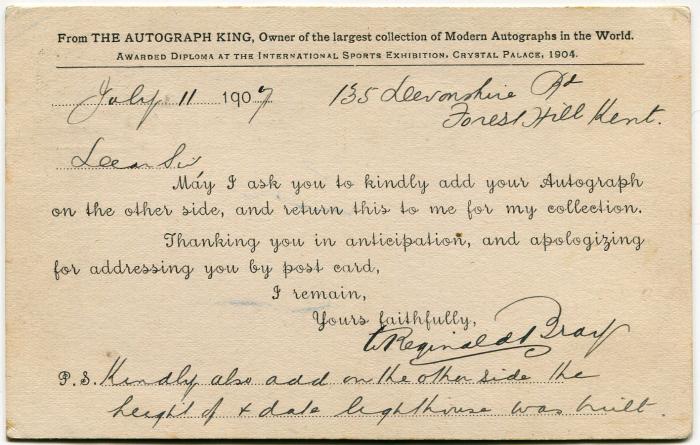 From THE AUTOGRAPH KING, Owner of the largest collection of Modern Autographs in the World.
AWARDED DIPLOMA AT THE INTERNATIONAL SPORTS EXHIBITION, CRYSTAL PALACE, 1904.
July 11 1907 135 Devonshire Rd
Forest Hill Kent.
Dear Sir
May I ask you to kindly add your Autograph
on the other side, and return this to me for my collection.
Thanking you in anticipation, and apologizing
for addressing you by post card,
I remain,
Yours faithfully,
W Reginald Bray
P.S. Kindly also add on the other side the
height of & date lighthouse was built.